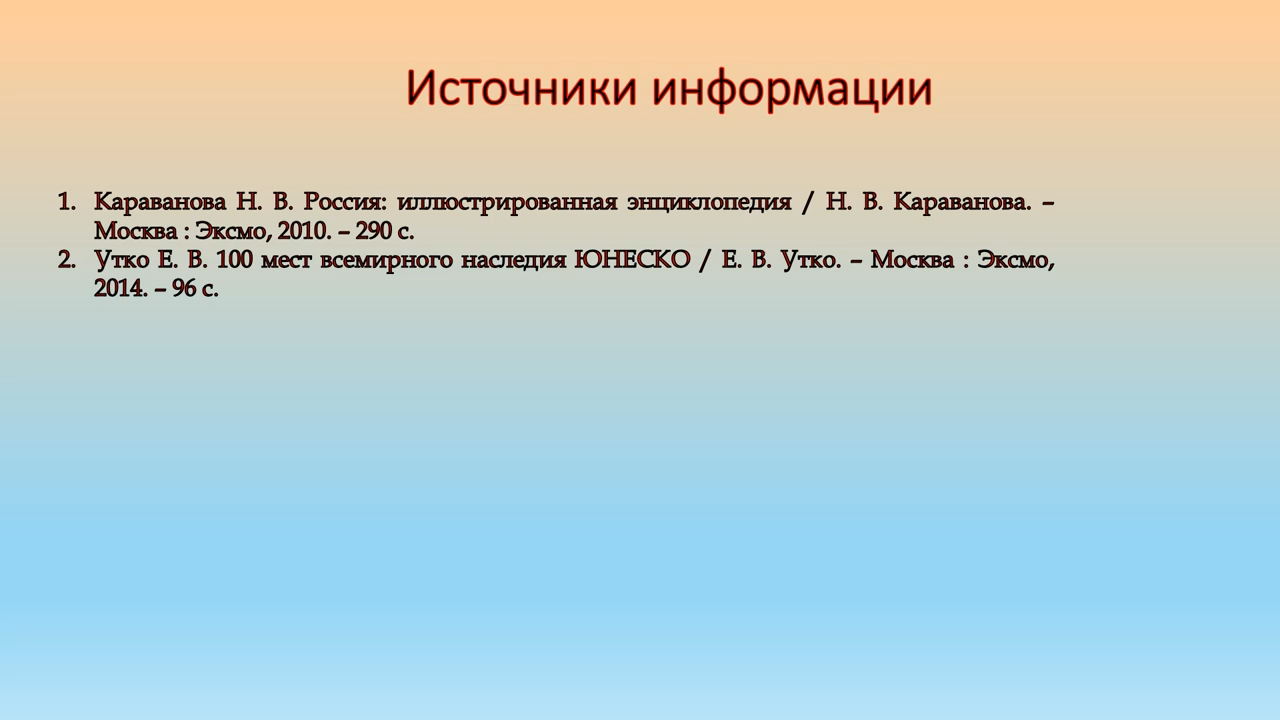 Источники информации
1. Караванова Н. В. Россия: иллюстрированная энциклопедия / Н. В. Караванова. –
Москва : Эксмо, 2010. – 290 с.
2. Утко Е. В. 100 мест всемирного наследия ЮНЕСКО / Е. В. Утко. – Москва : Эксмо,
2014. – 96 с.